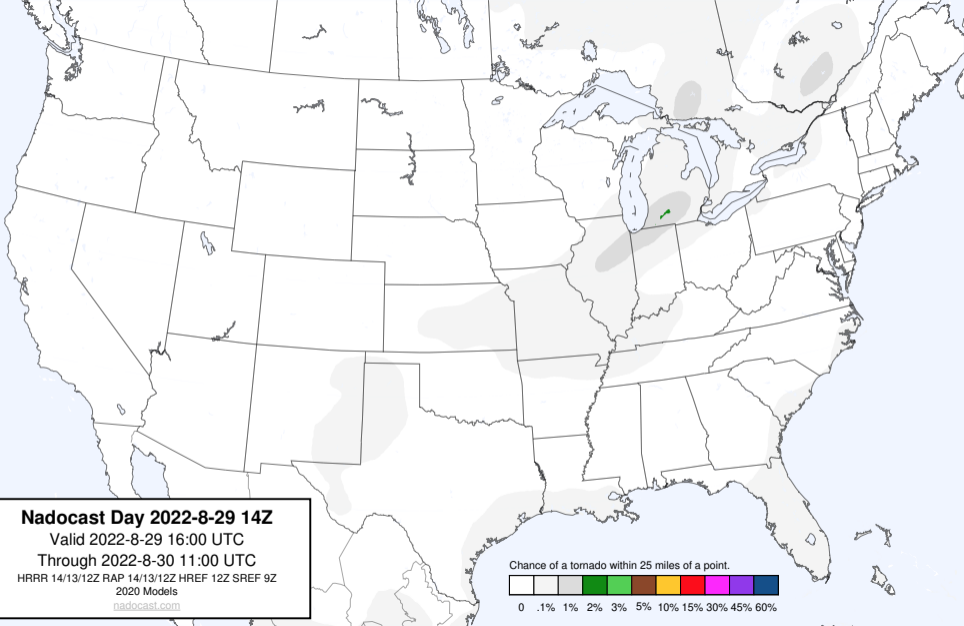 Nadocast Day 2022-8-29 14Z
Valid 2022-8-29 16:00 UTC
Through 2022-8-30 11:00 UTC
HRRR 14/13/12Z RAP 14/13/12Z HREF 12Z SREF 9Z
2020 Models
nadocast.com
Chance of a tornado within 25 miles of a point.
0 .1% 1% 2% 3% 5% 10% 15% 30% 45% 60%